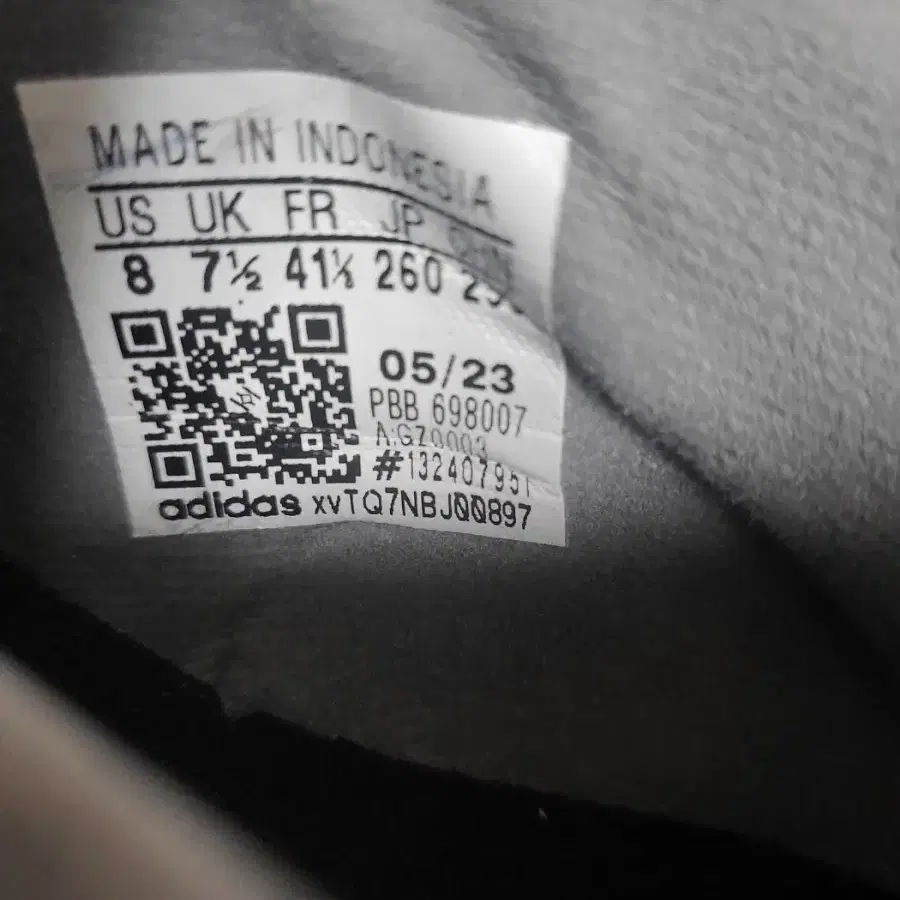 MADE IN INDONESIA
US UK FR JP
8 7½ 41⅓ 260
05/23
PBB 698007
A:GZ0003
#132407951
adidas xvTQ7NBJ00897